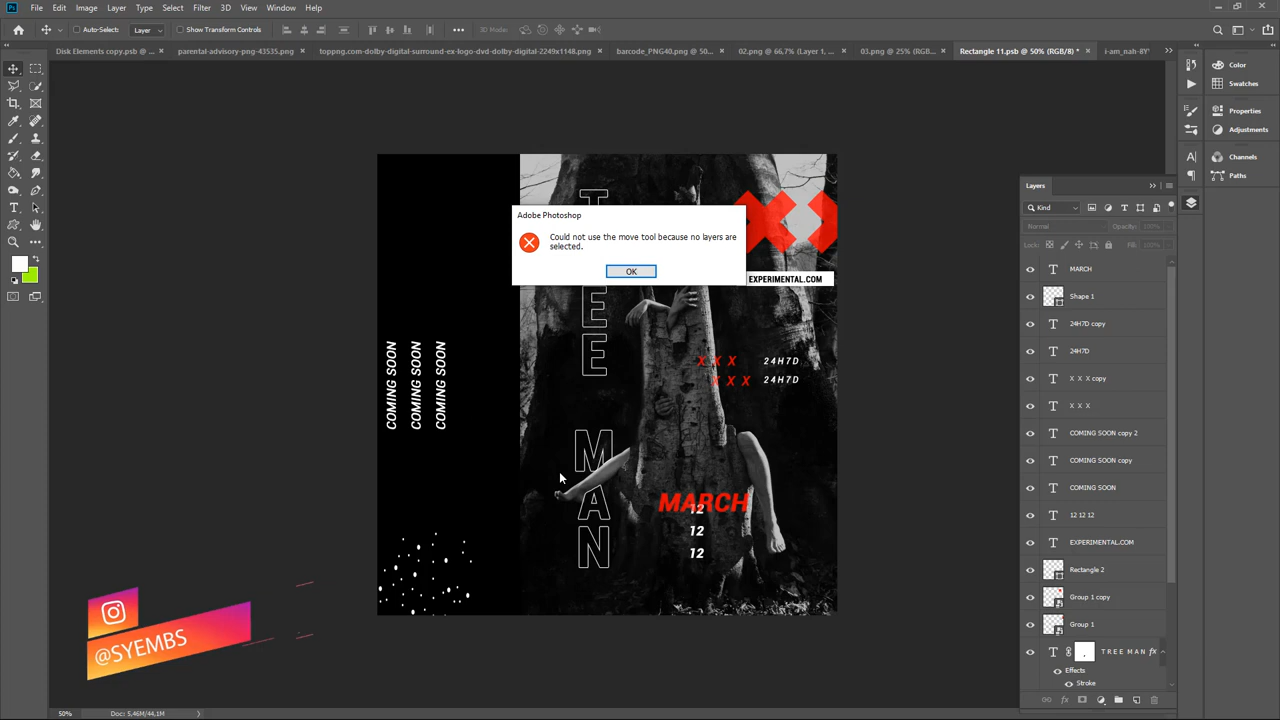 File Edit Image Layer Type Select Filter 3D View Window Help
Auto-Select: Layer Show Transform Controls 3D Mode:
Disk Elements copy.psb @ ... × parental-advisory-png-43535.png × toppng.com-dolby-digital-surround-ex-logo-dvd-dolby-digital-2249x1148.png × barcode_PNG40.png @ 50... × 02.png @ 66,7% (Layer 1, ... × 03.png @ 25% (RGB... × Rectangle 11.psb @ 50% (RGB/8) * × i-am_nah-8Y
Color
Swatches
Properties
Adjustments
Channels
Paths
Adobe Photoshop
Could not use the move tool because no layers are
selected.
OK
T
E
E
M
A
N
EXPERIMENTAL.COM
X X X 24H7D
X X X 24H7D
COMING SOON
COMING SOON
COMING SOON
MARCH
12
12
12
@SYEMBS
Layers
Kind
Normal Opacity: 100%
Lock: Fill: 100%
MARCH
Shape 1
24H7D copy
24H7D
X X X copy
X X X
COMING SOON copy 2
COMING SOON copy
COMING SOON
12 12 12
EXPERIMENTAL.COM
Rectangle 2
Group 1 copy
Group 1
T R E E M A N fx
Effects
Stroke
50% Doc: 5,46M/44,1M